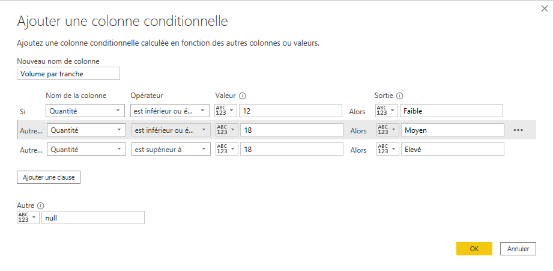 Ajouter une colonne conditionnelle
Ajoutez une colonne conditionnelle calculée en fonction des autres colonnes ou valeurs.
Nouveau nom de colonne
Volume par tranche
Nom de la colonne Opérateur Valeur Sortie
Si Quantité est inférieur ou é... ABC 123 12 Alors ABC 123 Faible
Autre... Quantité est inférieur ou é... ABC 123 18 Alors ABC 123 Moyen ...
Autre... Quantité est supérieur à ABC 123 18 Alors ABC 123 Elevé
Ajouter une clause
Autre
ABC 123 null
OK Annuler